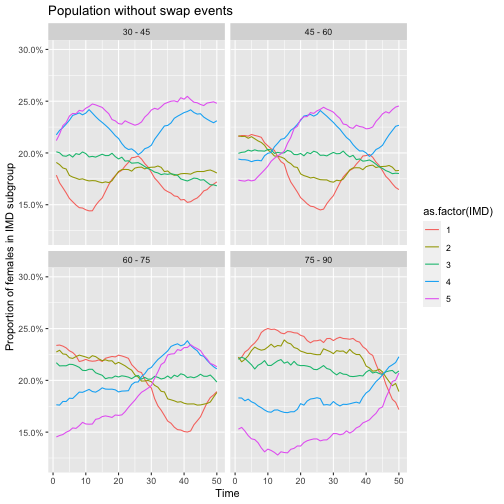 Population without swap events
30 - 45
45 - 60
30.0%
25.0%
20.0%
15.0%
60 - 75
75 - 90
30.0%
25.0%
20.0%
15.0%
0 10 20 30 40 50
0 10 20 30 40 50
Time
Proportion of females in IMD subgroup
as.factor(IMD)
1
2
3
4
5